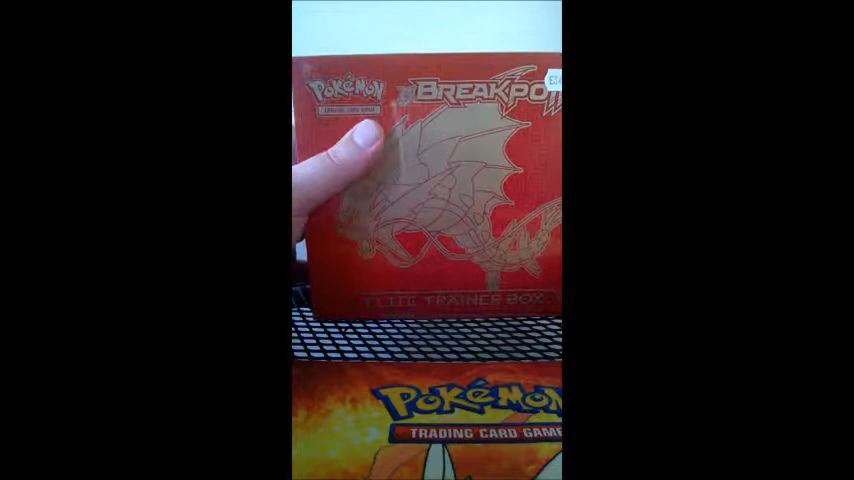 POKÉMON
TRADING CARD GAME
BREAKPO
ELITE TRAINER BOX
POKÉMON
TRADING CARD GAME